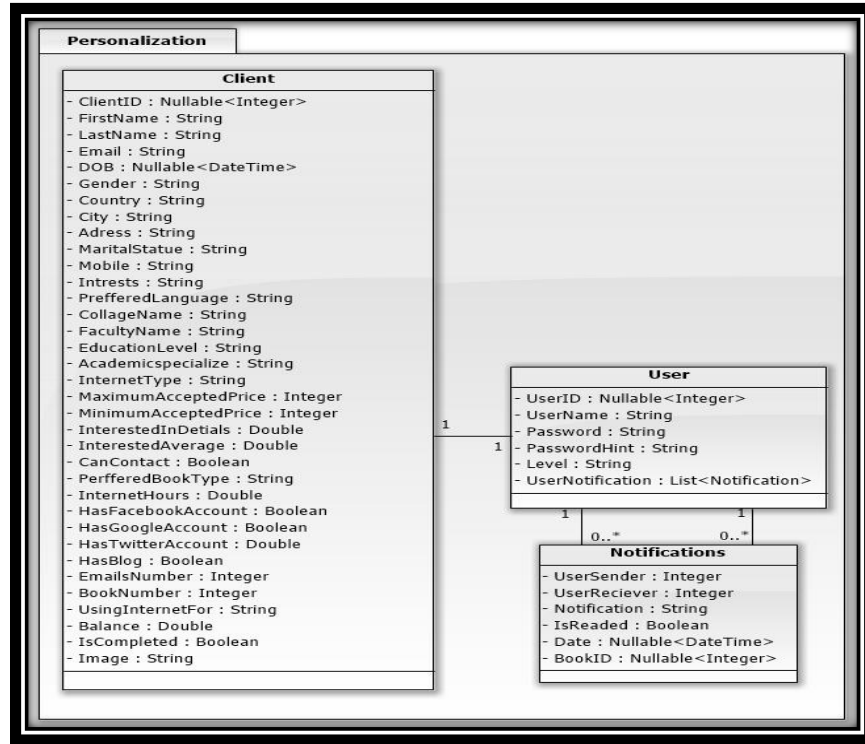 Personalization
Client
- ClientID : Nullable<Integer>
- FirstName : String
- LastName : String
- Email : String
- DOB : Nullable<DateTime>
- Gender : String
- Country : String
- City : String
- Adress : String
- MaritalStatue : String
- Mobile : String
- Intrests : String
- PrefferedLanguage : String
- CollageName : String
- FacultyName : String
- EducationLevel : String
- Academicspecialize : String
- InternetType : String
- MaximumAcceptedPrice : Integer
- MinimumAcceptedPrice : Integer
- InterestedInDetials : Double
- InterestedAverage : Double
- CanContact : Boolean
- PerfferedBookType : String
- InternetHours : Double
- HasFacebookAccount : Boolean
- HasGoogleAccount : Boolean
- HasTwitterAccount : Double
- HasBlog : Boolean
- EmailsNumber : Integer
- BookNumber : Integer
- UsingInternetFor : String
- Balance : Double
- IsCompleted : Boolean
- Image : String
1
1
User
- UserID : Nullable<Integer>
- UserName : String
- Password : String
- PasswordHint : String
- Level : String
- UserNotification : List<Notification>
1 1
0..* 0..*
Notifications
- UserSender : Integer
- UserReciever : Integer
- Notification : String
- IsReaded : Boolean
- Date : Nullable<DateTime>
- BookID : Nullable<Integer>